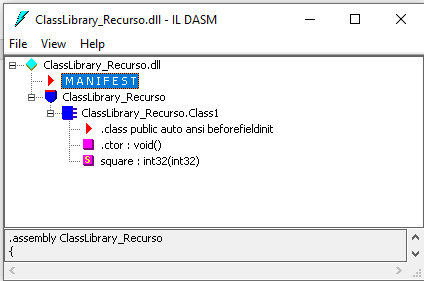 ClassLibrary_Recurso.dll - IL DASM
File View Help
ClassLibrary_Recurso.dll
M A N I F E S T
ClassLibrary_Recurso
ClassLibrary_Recurso.Class1
.class public auto ansi beforefieldinit
.ctor : void()
S square : int32(int32)
.assembly ClassLibrary_Recurso
{